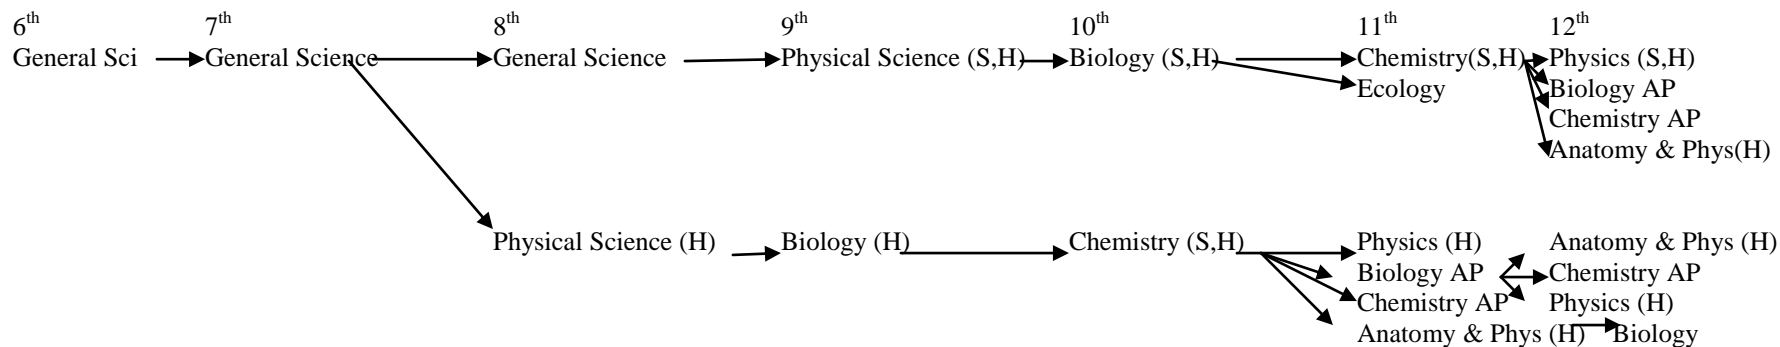 6th 7th 8th 9th 10th 11th 12th
General Sci General Science General Science Physical Science (S,H) Biology (S,H) Chemistry(S,H) Physics (S,H)
Ecology Biology AP
Chemistry AP
Anatomy & Phys(H)
Physical Science (H) Biology (H) Chemistry (S,H) Physics (H) Anatomy & Phys (H)
Biology AP Chemistry AP
Chemistry AP Physics (H)
Anatomy & Phys (H) Biology